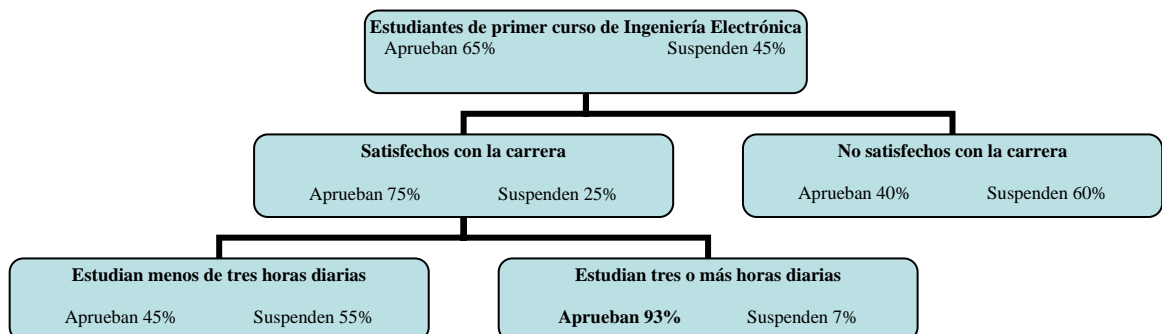 Estudiantes de primer curso de Ingeniería Electrónica
Aprueban 65% Suspenden 45%
Satisfechos con la carrera
Aprueban 75% Suspenden 25%
No satisfechos con la carrera
Aprueban 40% Suspenden 60%
Estudian menos de tres horas diarias
Aprueban 45% Suspenden 55%
Estudian tres o más horas diarias
Aprueban 93% Suspenden 7%